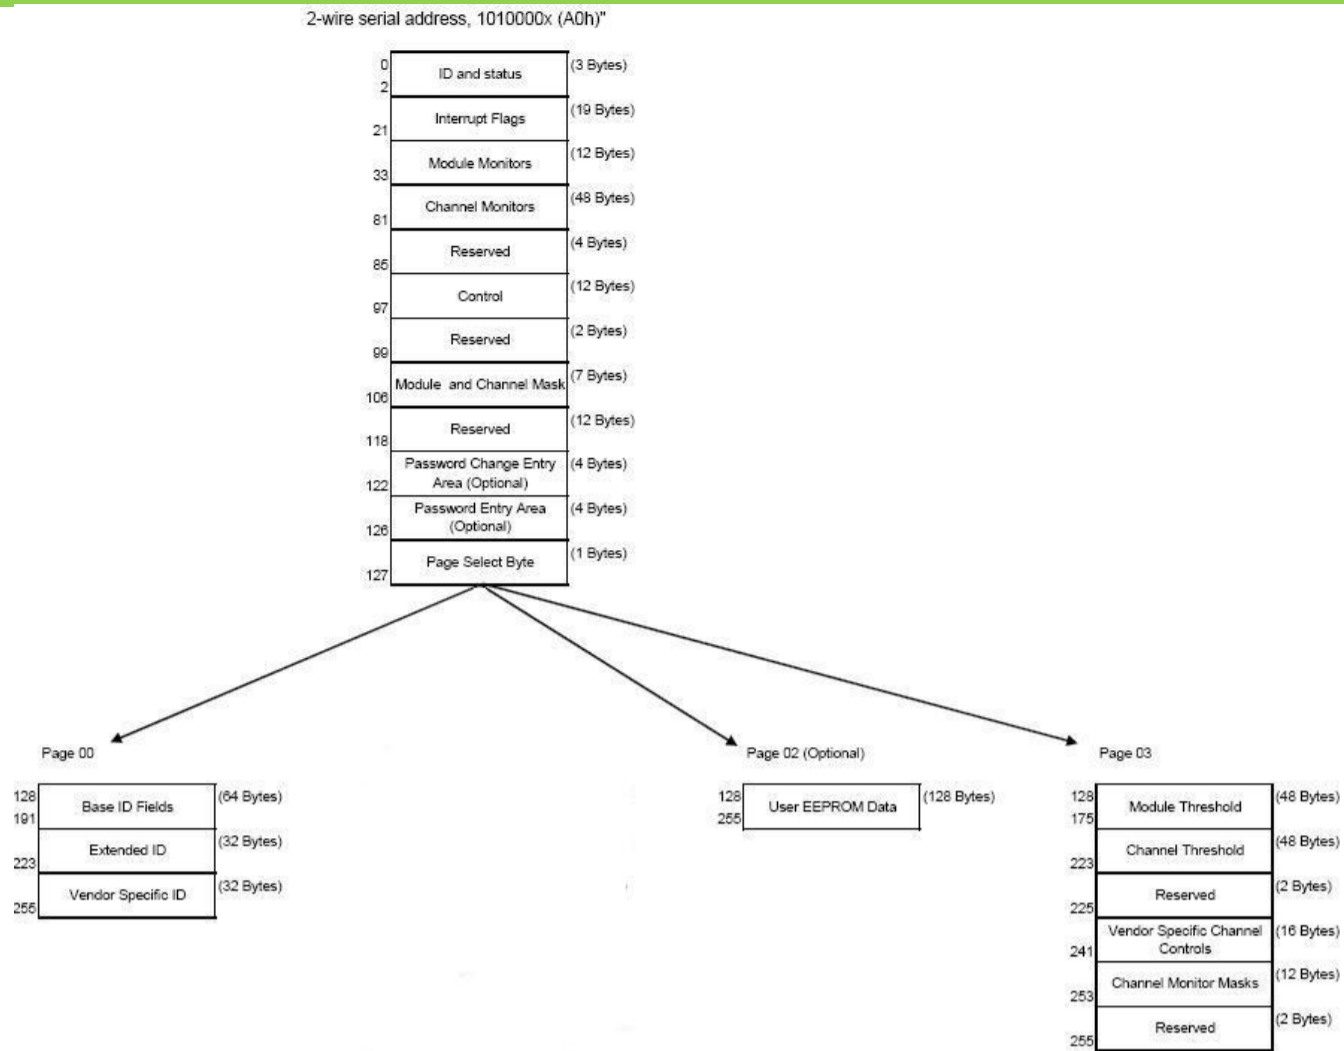 2-wire serial address, 1010000x (A0h)"
0
ID and status
(3 Bytes)
2
(19 Bytes)
Interrupt Flags
21
(12 Bytes)
Module Monitors
33
(48 Bytes)
Channel Monitors
81
(4 Bytes)
Reserved
85
(12 Bytes)
Control
97
(2 Bytes)
Reserved
99
(7 Bytes)
Module and Channel Mask
106
(12 Bytes)
Reserved
118
Password Change Entry
Area (Optional)
(4 Bytes)
122
Password Entry Area
(Optional)
(4 Bytes)
126
(1 Bytes)
Page Select Byte
127
Page 00
128
Base ID Fields
(64 Bytes)
191
(32 Bytes)
Extended ID
223
(32 Bytes)
Vendor Specific ID
255
Page 02 (Optional)
128
User EEPROM Data
(128 Bytes)
255
Page 03
128
Module Threshold
(48 Bytes)
175
(48 Bytes)
Channel Threshold
223
(2 Bytes)
Reserved
225
Vendor Specific Channel
Controls
(16 Bytes)
241
(12 Bytes)
Channel Monitor Masks
253
(2 Bytes)
Reserved
255